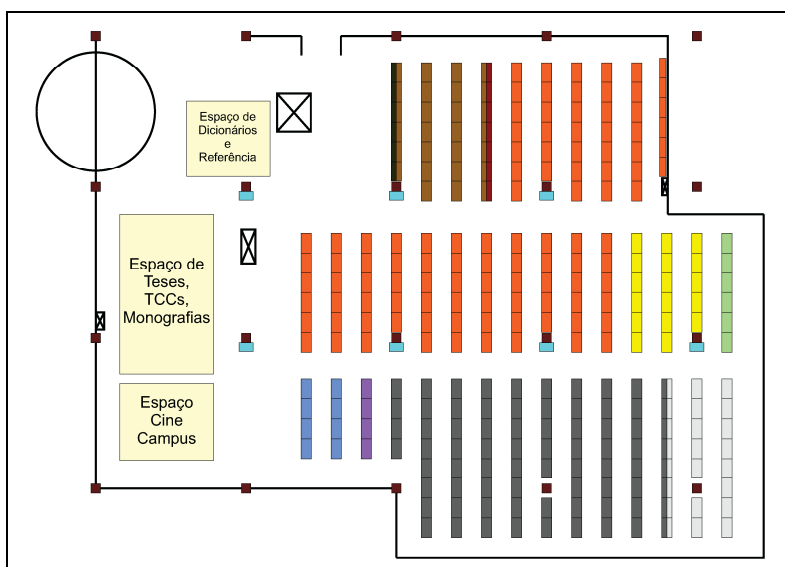 Espaço de
Dicionários
e
Referência
Espaço de
Teses,
TCCs,
Monografias
Espaço
Cine
Campus